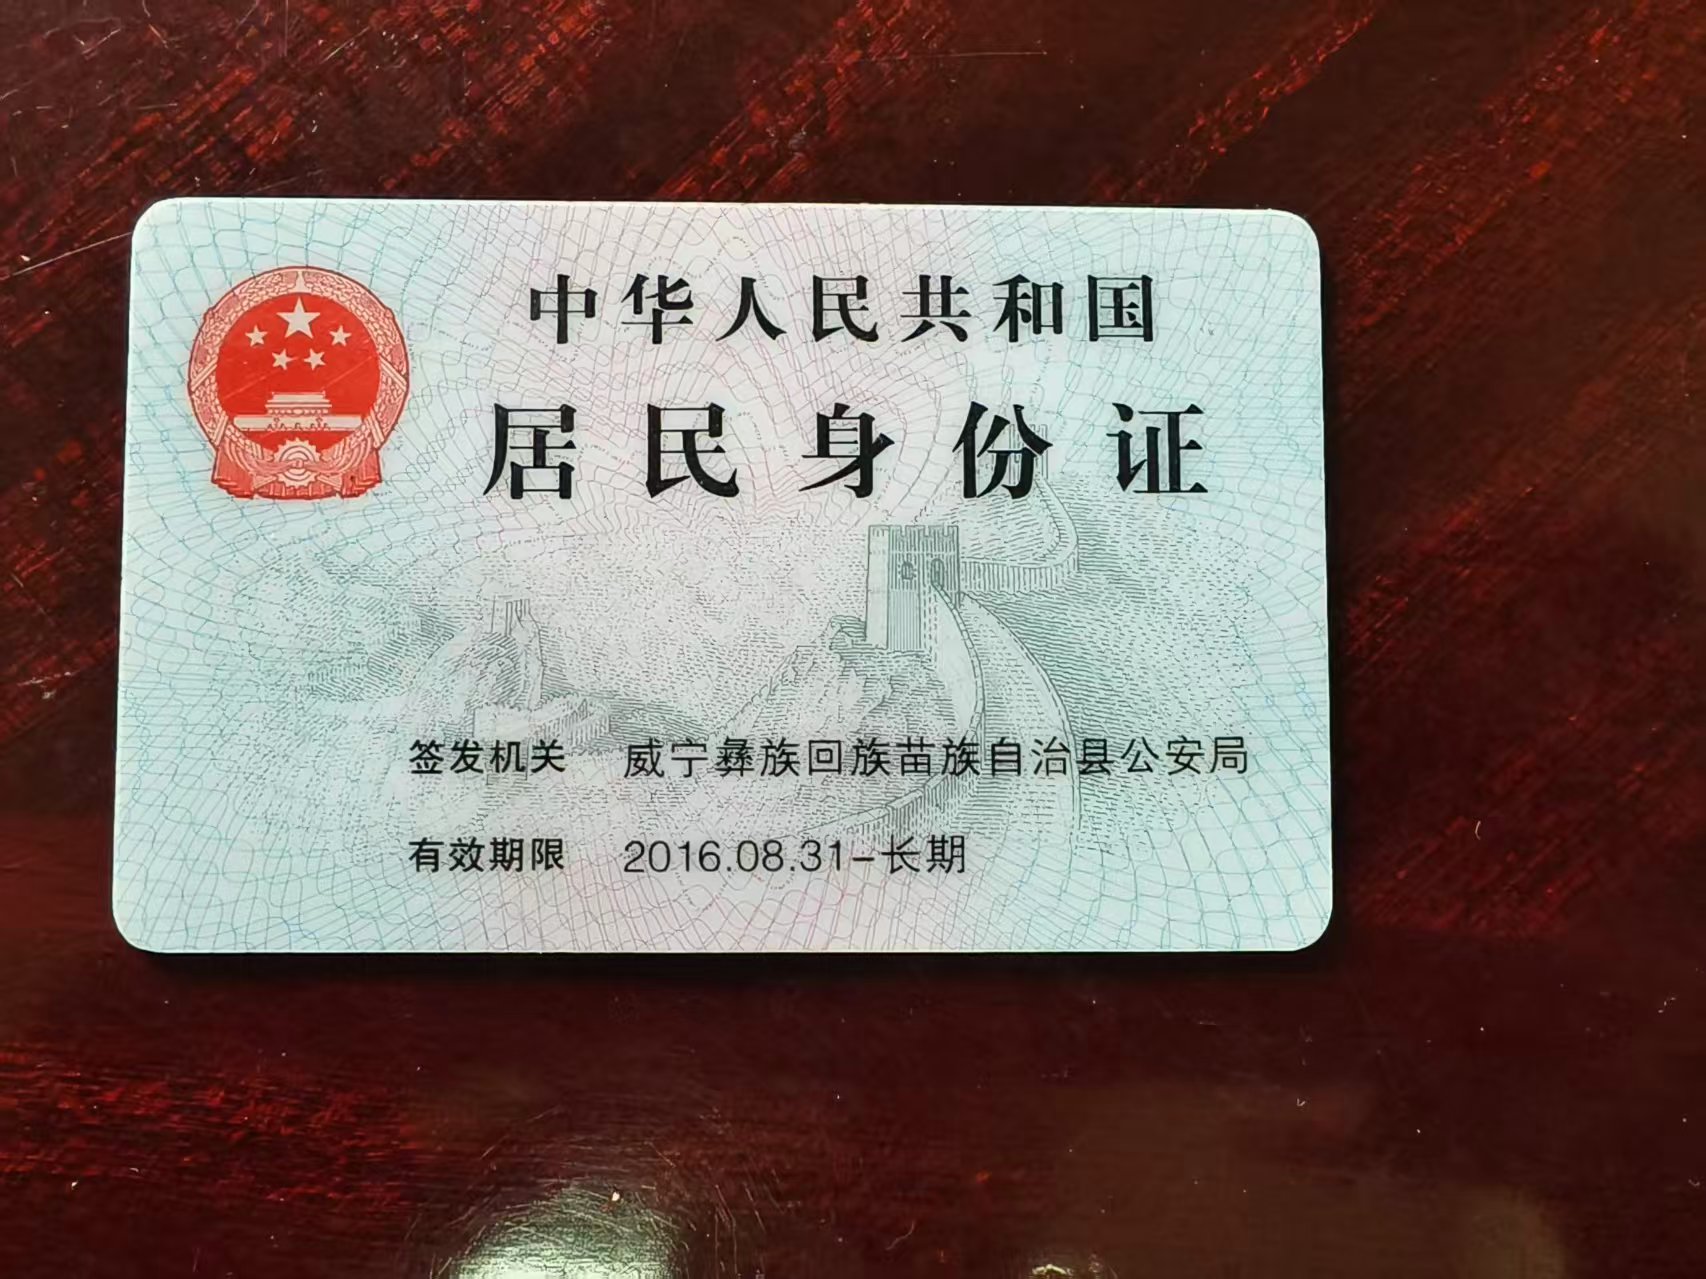 中华人民共和国
居民身份证
签发机关 威宁彝族回族苗族自治县公安局
有效期限 2016.08.31-长期